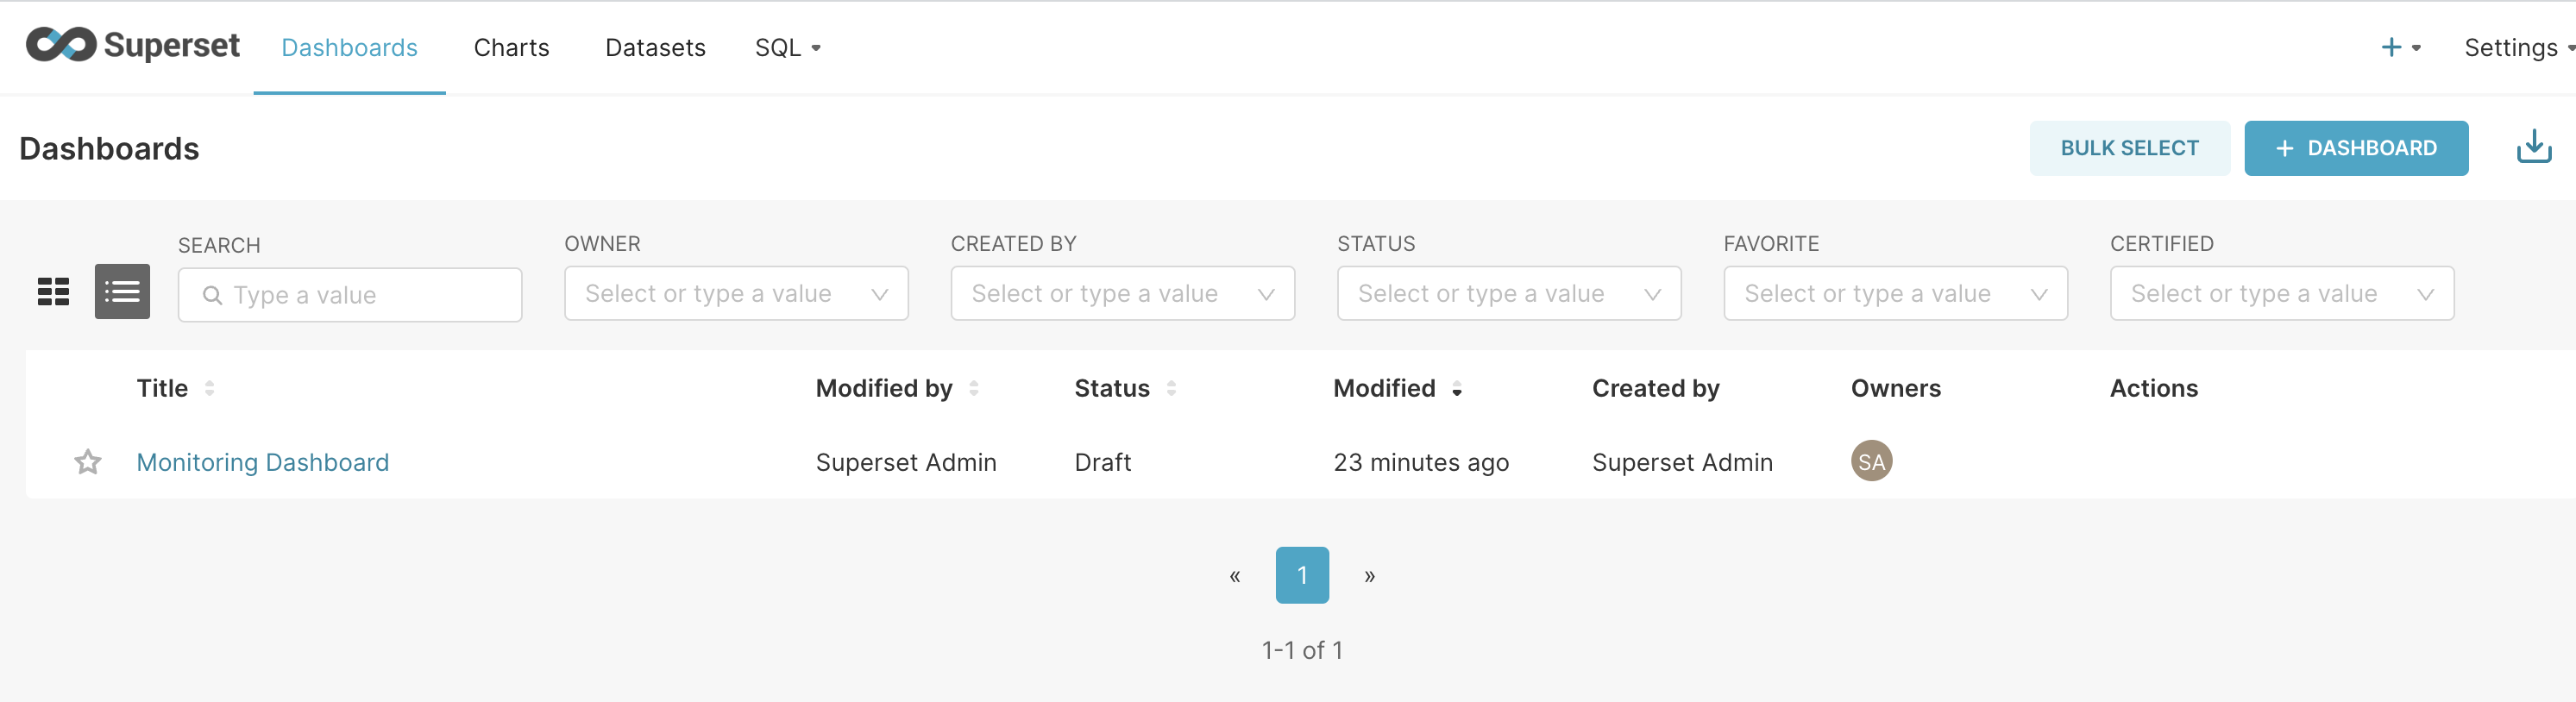 Superset Dashboards Charts Datasets SQL + Settings
Dashboards BULK SELECT + DASHBOARD
SEARCH OWNER CREATED BY STATUS FAVORITE CERTIFIED
Type a value Select or type a value Select or type a value Select or type a value Select or type a value Select or type a value
Title Modified by Status Modified Created by Owners Actions
Monitoring Dashboard Superset Admin Draft 23 minutes ago Superset Admin SA
« 1 »
1-1 of 1